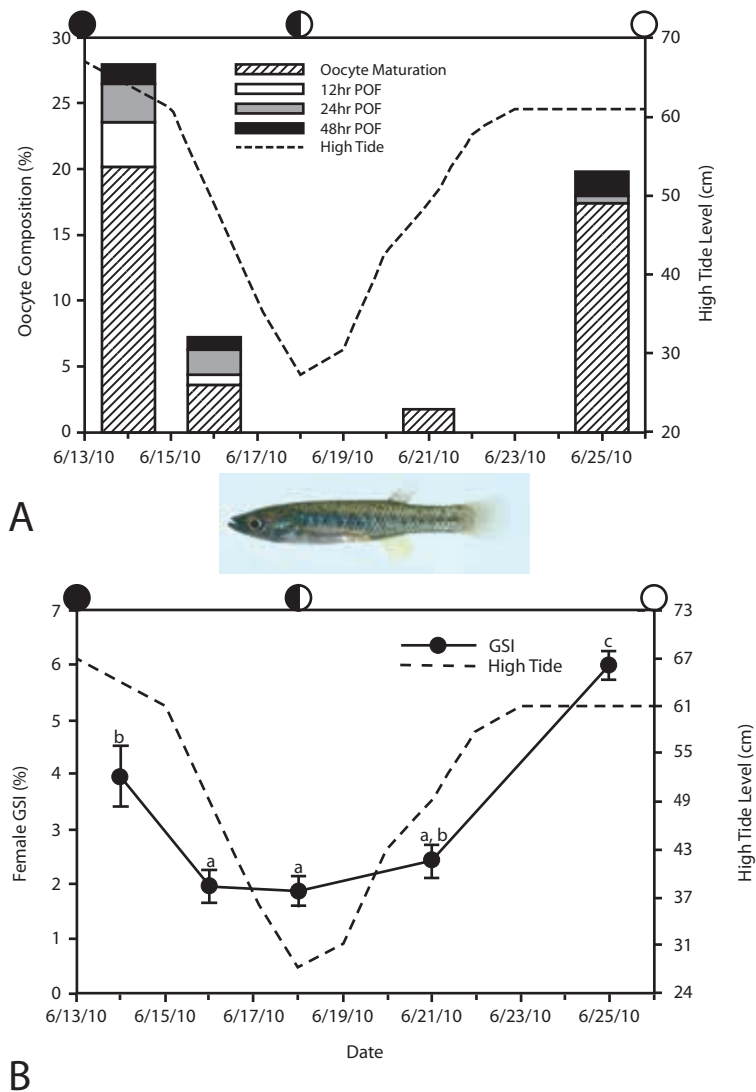 30
25
20
15
10
5
0
Oocyte Composition (%)
Oocyte Maturation
12hr POF
24hr POF
48hr POF
High Tide
70
60
50
40
30
20
High Tide Level (cm)
6/13/10 6/15/10 6/17/10 6/19/10 6/21/10 6/23/10 6/25/10
A
7
6
5
4
3
2
1
0
Female GSI (%)
GSI
High Tide
b
a
a
a, b
c
73
67
61
55
49
43
37
31
24
High Tide Level (cm)
6/13/10 6/15/10 6/17/10 6/19/10 6/21/10 6/23/10 6/25/10
Date
B